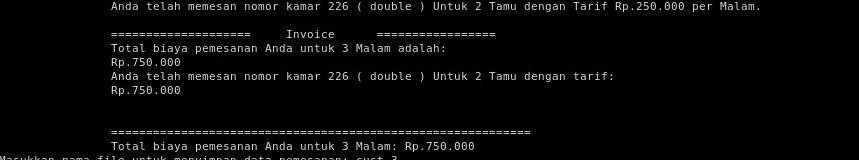 Anda telah memesan nomor kamar 226 ( double ) Untuk 2 Tamu dengan Tarif Rp.250.000 per Malam.
==================== Invoice =================
Total biaya pemesanan Anda untuk 3 Malam adalah:
Rp.750.000
Anda telah memesan nomor kamar 226 ( double ) Untuk 2 Tamu dengan tarif:
Rp.750.000
============================================================
Total biaya pemesanan Anda untuk 3 Malam: Rp.750.000
Masukkan nama file untuk menyimpan data pemesanan: cust 3